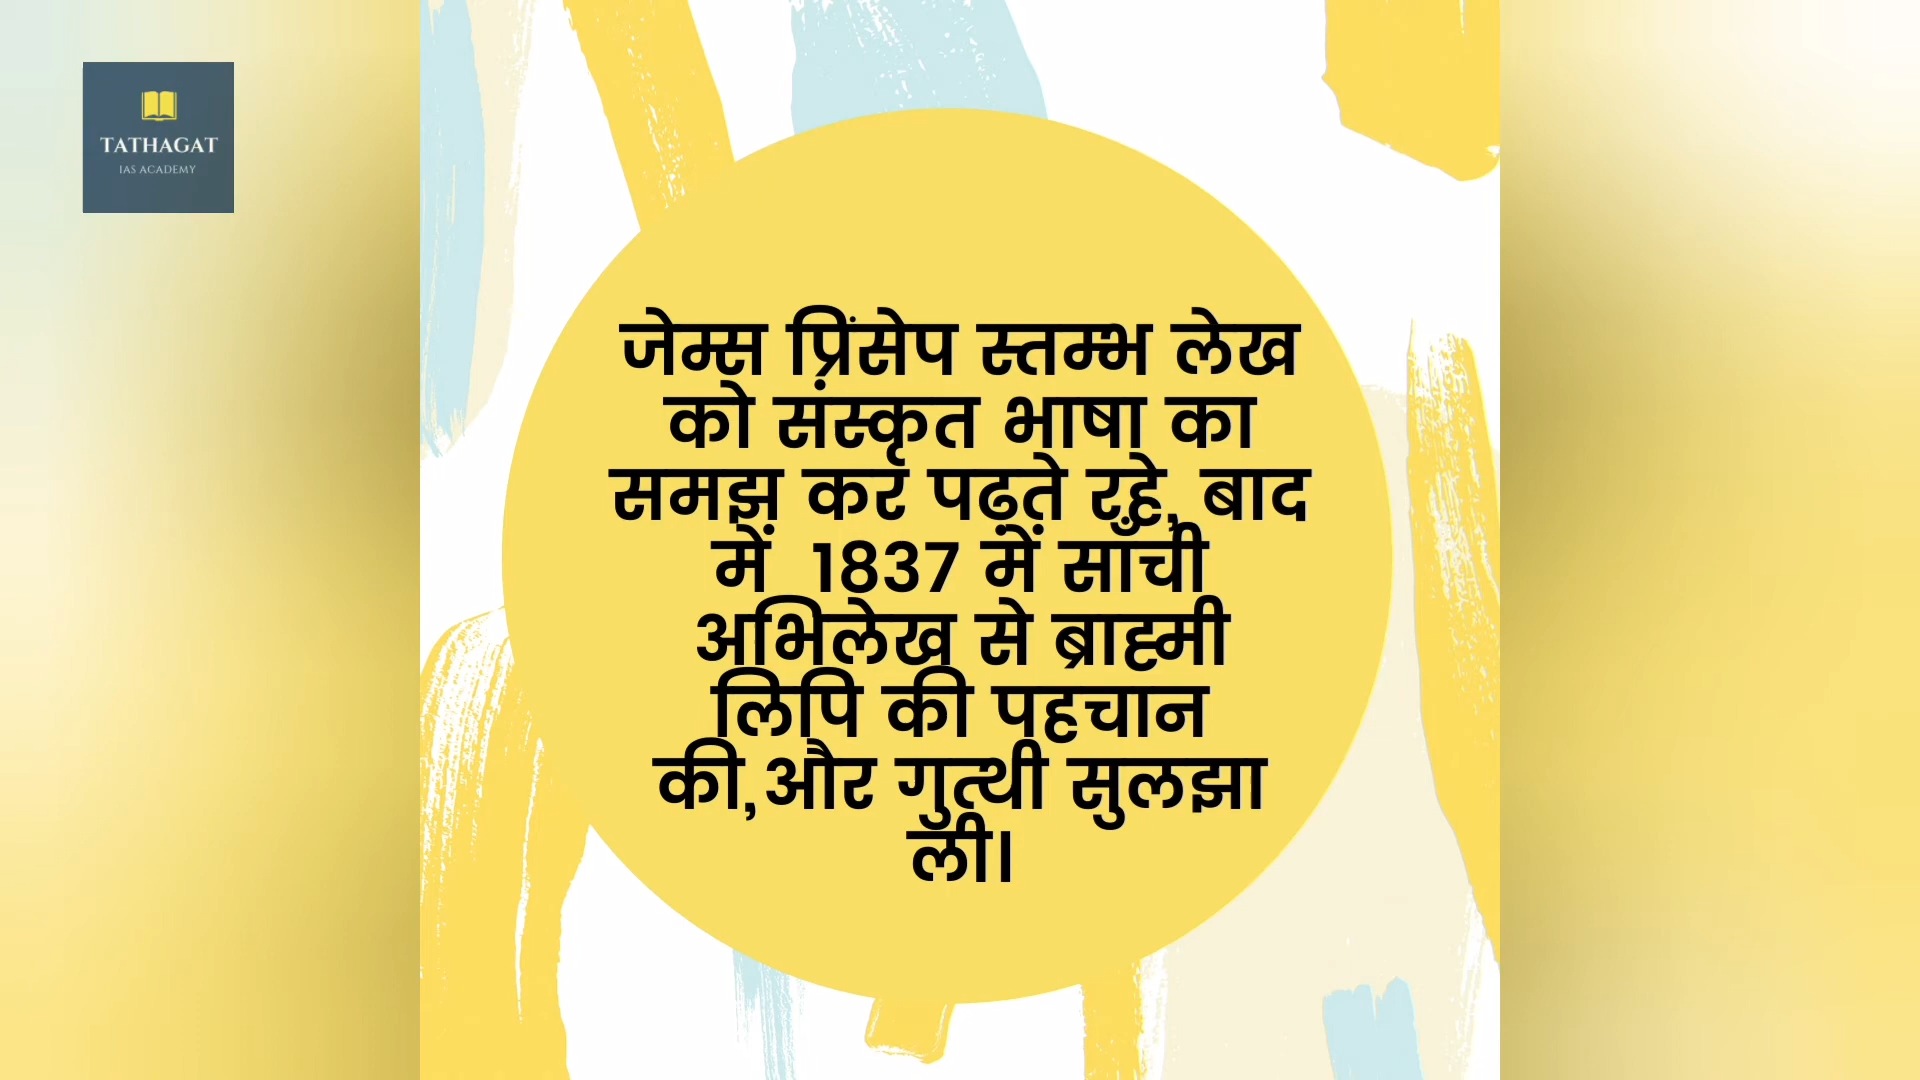 TATHAGAT
IAS ACADEMY
जेम्स प्रिंसेप स्तम्भ लेख
को संस्कृत भाषा का
समझ कर पढ़ते रहे, बाद
में 1837 में साँची
अभिलेख से ब्राह्मी
लिपि की पहचान
की,और गुत्थी सुलझा
ली।